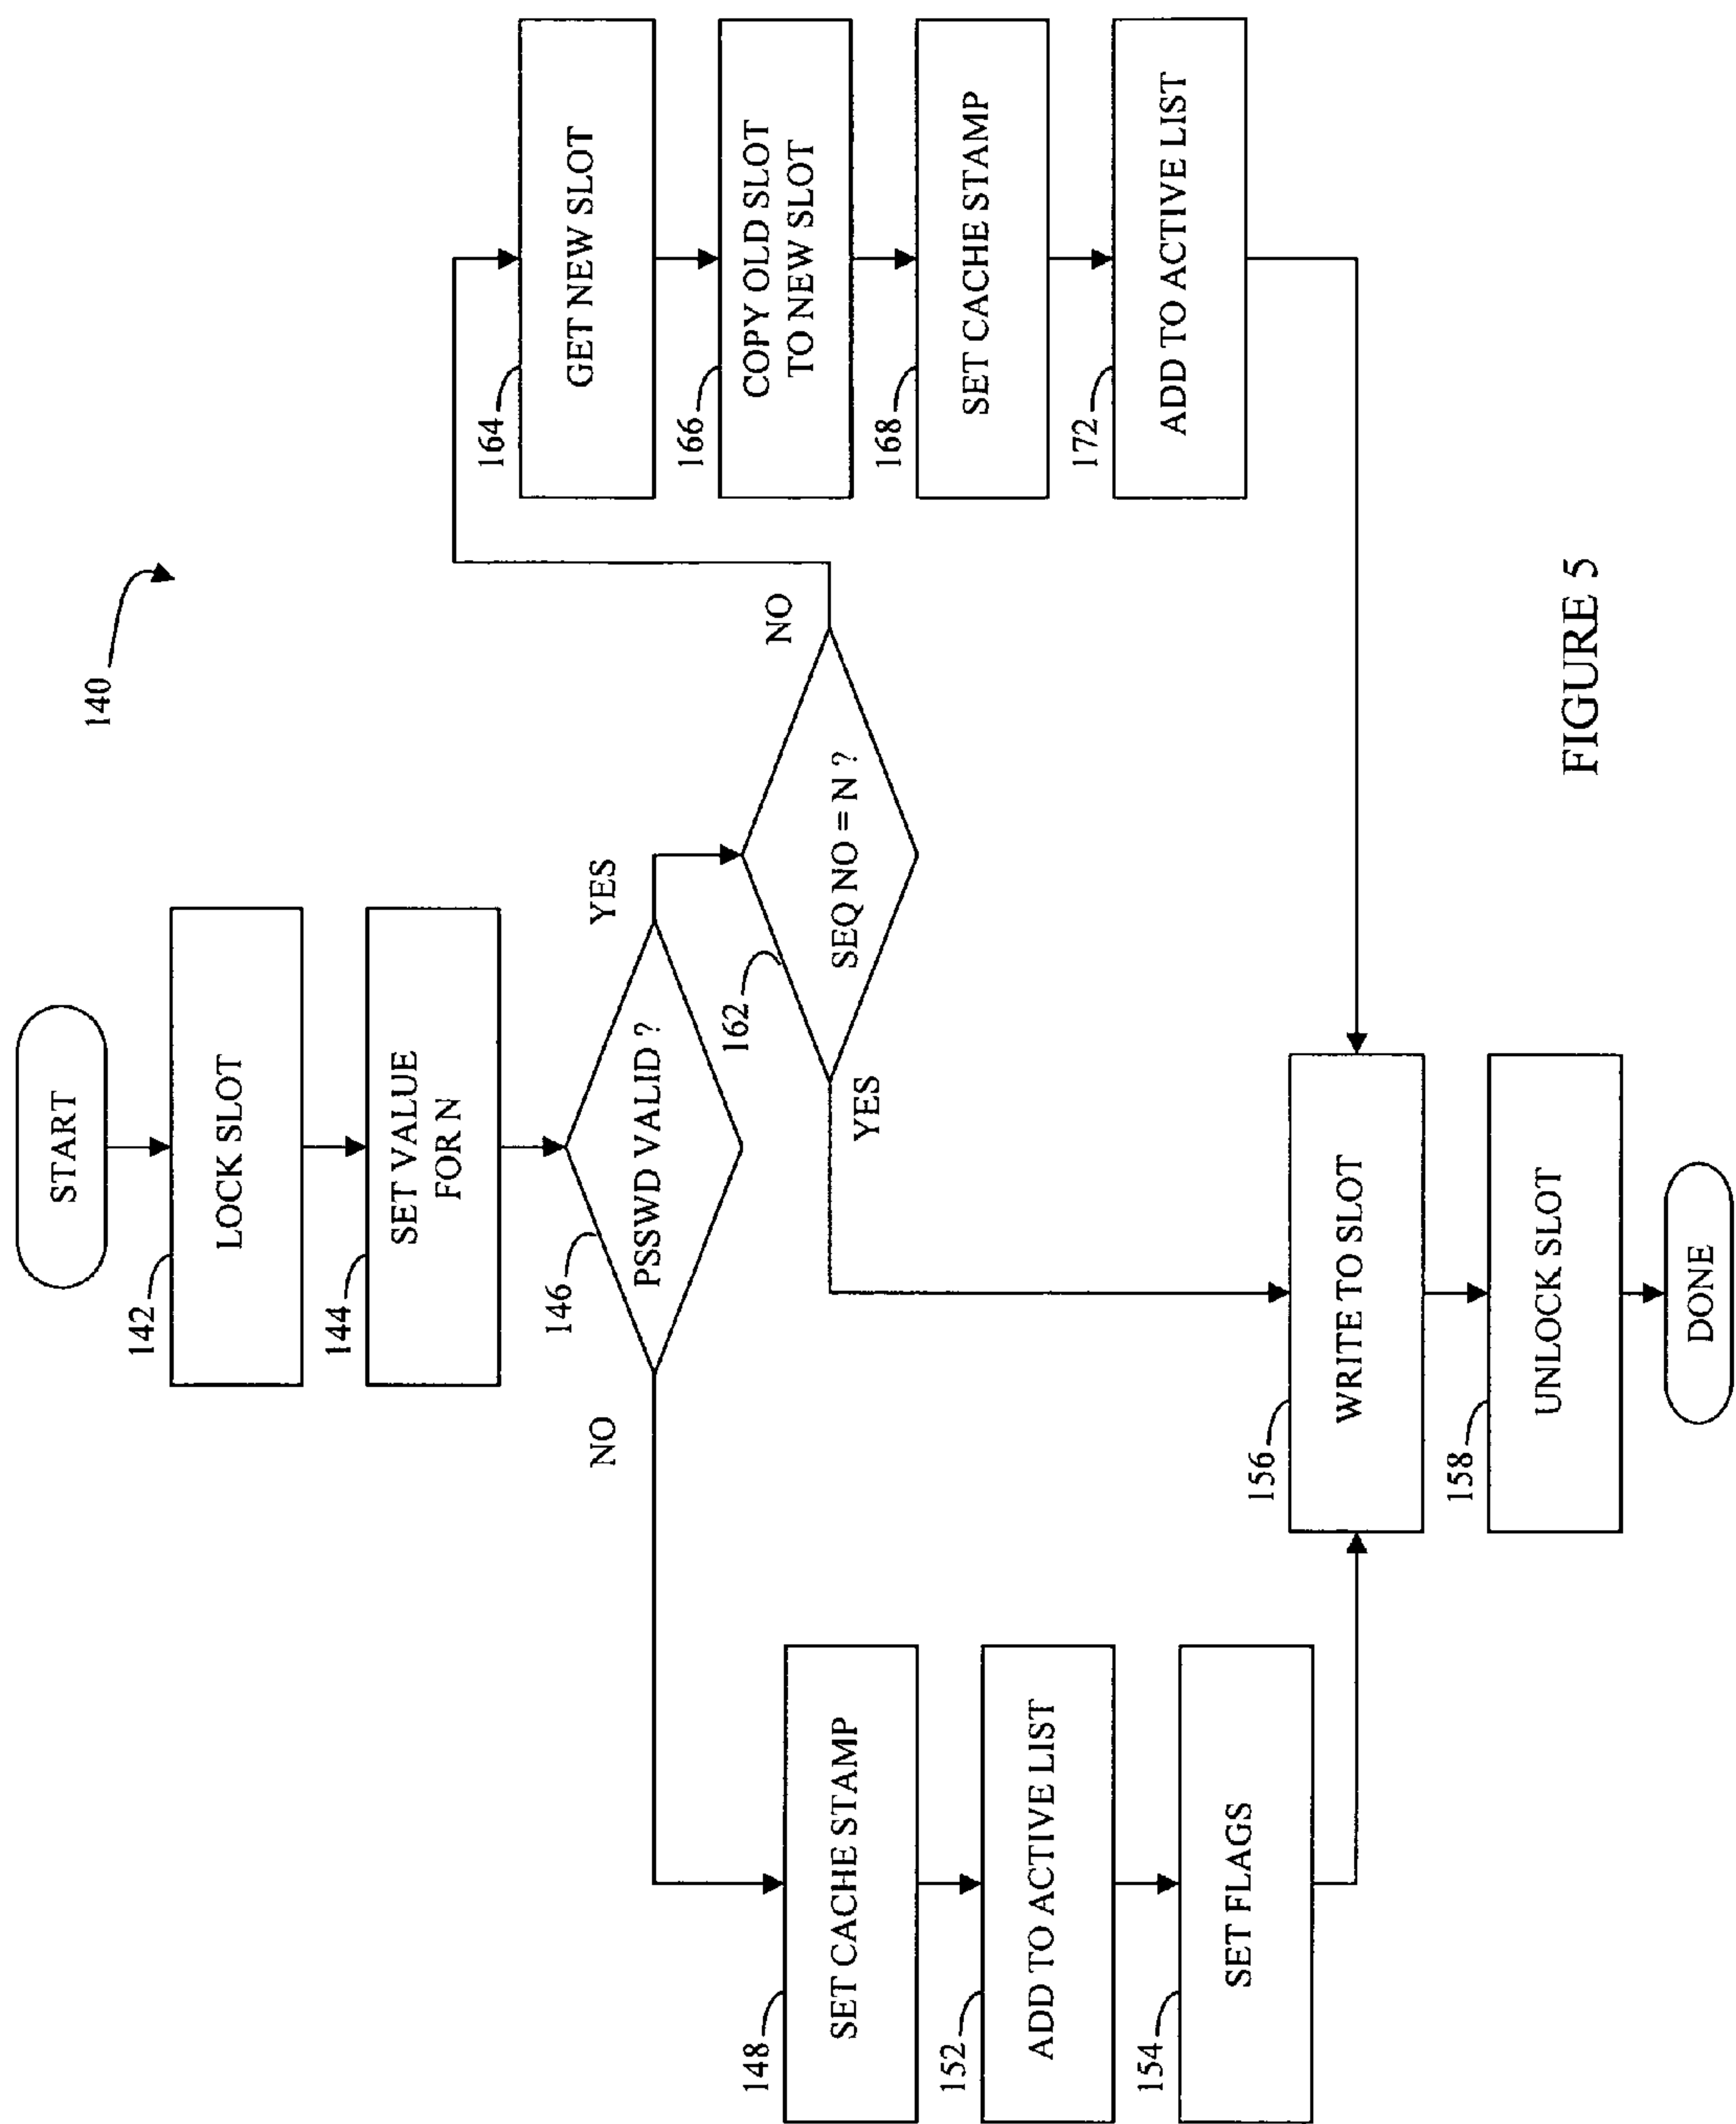 140
START
142
LOCK SLOT
144
SET VALUE
FOR N
146
PSSWD VALID ?
NO
YES
162
SEQ NO = N ?
YES
NO
148
SET CACHE STAMP
152
ADD TO ACTIVE LIST
154
SET FLAGS
164
GET NEW SLOT
166
COPY OLD SLOT
TO NEW SLOT
168
SET CACHE STAMP
172
ADD TO ACTIVE LIST
156
WRITE TO SLOT
158
UNLOCK SLOT
DONE
FIGURE 5